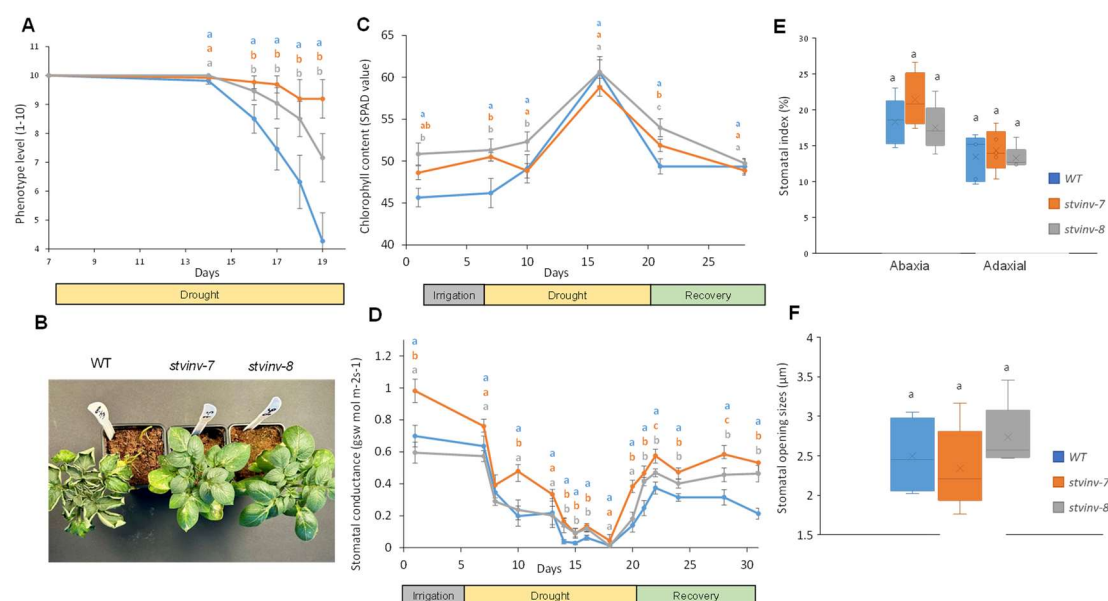 A
Phenotype level (1-10)
11
10
9
8
7
6
5
4
7
9
11
13
15
17
19
Days
Drought
a a a a a
a b b b b
a b b b b
B
WT
stvinv-7
stvinv-8
C
Chlorophyll content (SPAD value)
65
60
55
50
45
40
0
5
10
15
20
25
Days
Irrigation
Drought
Recovery
a a a a a a
ab b a a b a
b b b a c a
D
Stomatal conductance (gsw mol m-2s-1)
1.2
1
0.8
0.6
0.4
0.2
0
0
5
10
15
20
25
30
Days
Irrigation
Drought
Recovery
a a a a a a a a a a a a a a
b a b a b b a a b b c b c b
a a a a b b a a a b b b b b
E
Stomatal index (%)
30
25
20
15
10
5
0
a a a a a a
Abaxia
Adaxial
WT
stvinv-7
stvinv-8
F
Stomatal opening sizes (µm)
4
3.5
3
2.5
2
1.5
a a a
WT
stvinv-7
stvinv-8